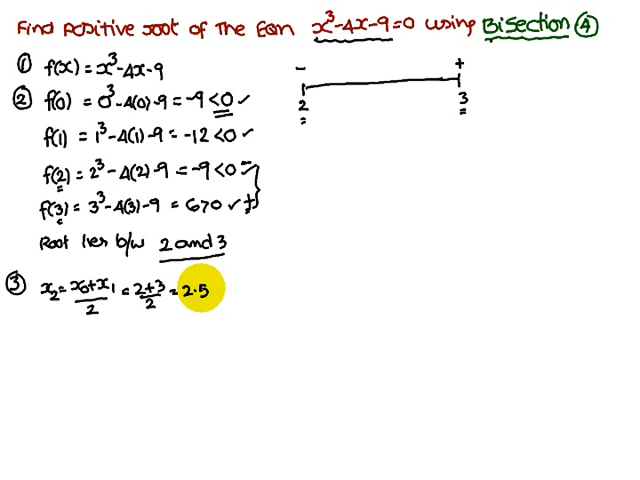 Find positive root of the Eqn x³-4x-9=0 using Bisection ④
① f(x) = x³-4x-9
② f(0) = 0³-4(0)-9 = -9 <0 ✓
f(1) = 1³-4(1)-9 = -12 <0 ✓
f(2) = 2³-4(2)-9 = -9 <0 -
f(3) = 3³-4(3)-9 = 6>0 ✓ +
Root lies b/w 2 and 3
③ x₂ = x₀+x₁/2 = 2+3/2 = 2.5
- +
2 3